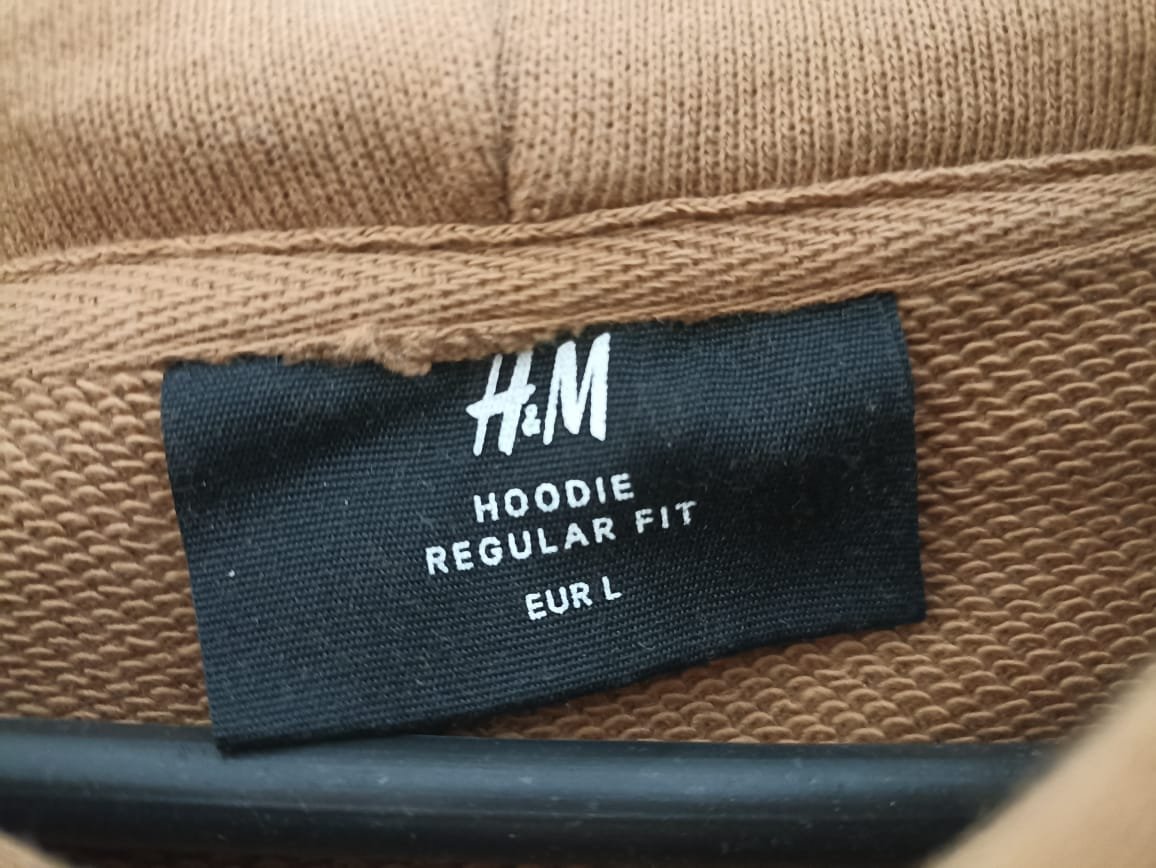 H&M
HOODIE
REGULAR FIT
EUR L